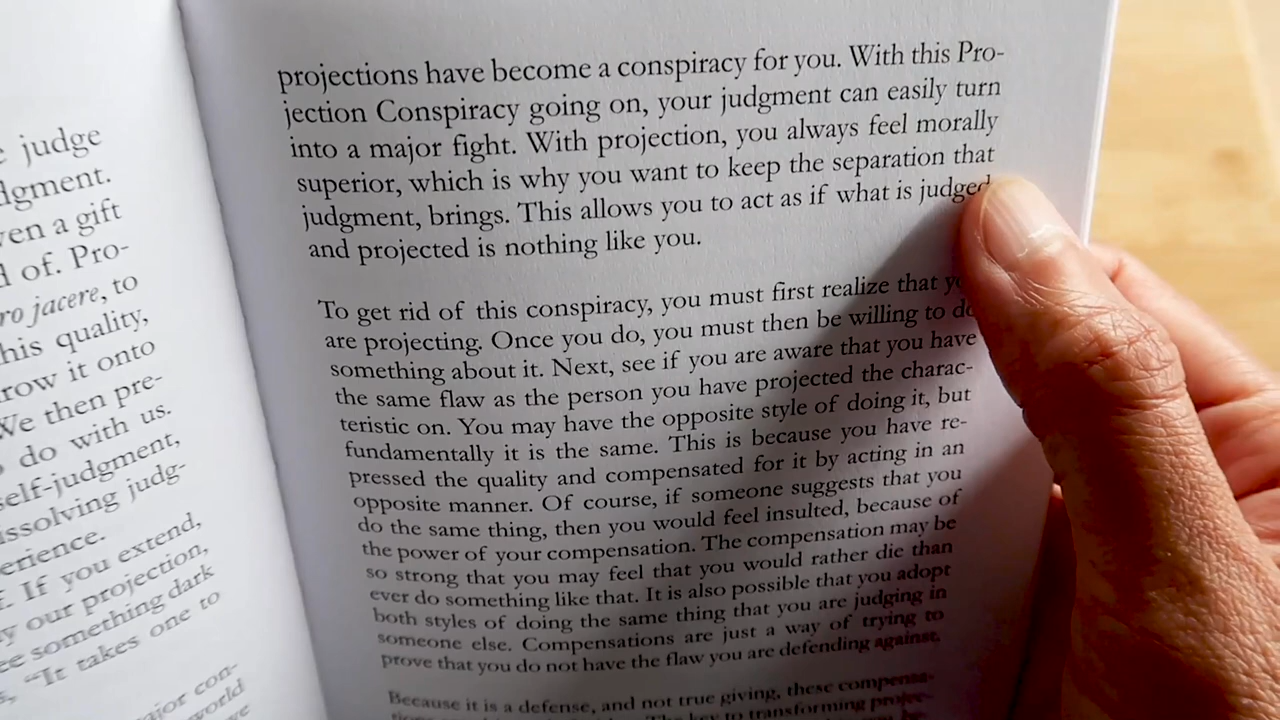 judge
dgment.
ven a gift
d of. Pro-
ro jacere, to
his quality,
row it onto
We then pre-
do with us.
self-judgment,
ssolving judg-
erience.
If you extend,
y our projection,
ee something dark
"It takes one to
ajor con-
world
projections have become a conspiracy for you. With this Pro-
jection Conspiracy going on, your judgment can easily turn
into a major fight. With projection, you always feel morally
superior, which is why you want to keep the separation that
judgment, brings. This allows you to act as if what is judged
and projected is nothing like you.
To get rid of this conspiracy, you must first realize that
are projecting. Once you do, you must then be willing to do
something about it. Next, see if you are aware that you have
the same flaw as the person you have projected the charac-
teristic on. You may have the opposite style of doing it, but
fundamentally it is the same. This is because you have re-
pressed the quality and compensated for it by acting in an
opposite manner. Of course, if someone suggests that you
do the same thing, then you would feel insulted, because of
the power of your compensation. The compensation may be
so strong that you may feel that you would rather die than
ever do something like that. It is also possible that you adopt
both styles of doing the same thing that you are judging in
someone else. Compensations are just a way of trying to
prove that you do not have the flaw you are defending against.
Because it is a defense, and not true giving, these compensa-
The key to transforming projec-